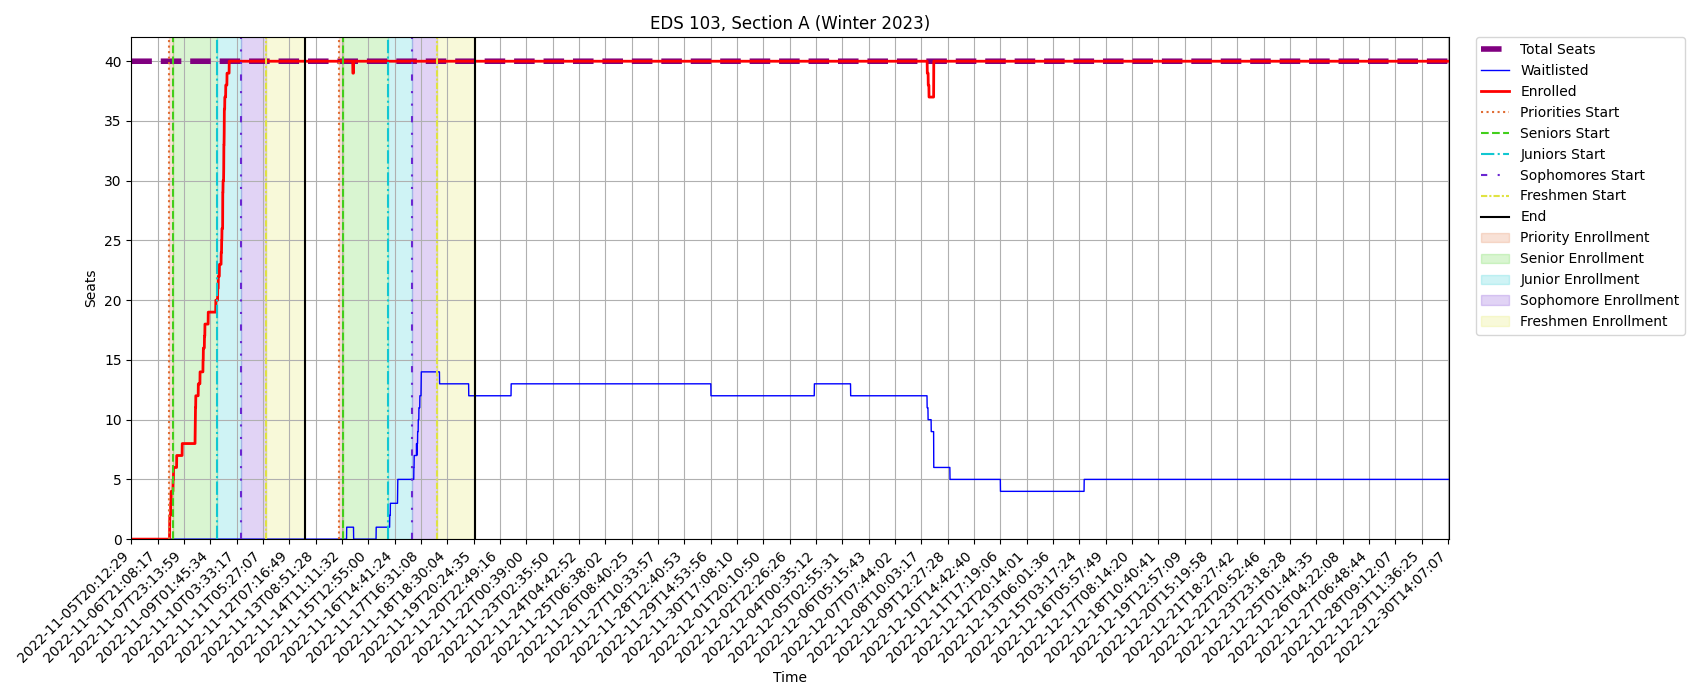 EDS 103, Section A (Winter 2023)
Total Seats
Waitlisted
Enrolled
Priorities Start
Seniors Start
Juniors Start
Sophomores Start
Freshmen Start
End
Priority Enrollment
Senior Enrollment
Junior Enrollment
Sophomore Enrollment
Freshmen Enrollment
Seats
40
35
30
25
20
15
10
5
0
2022-11-05T20:12:29
2022-11-06T21:08:17
2022-11-07T23:13:59
2022-11-09T01:45:34
2022-11-10T03:33:17
2022-11-11T05:27:07
2022-11-12T07:16:49
2022-11-13T08:51:28
2022-11-14T11:11:32
2022-11-15T12:55:00
2022-11-16T14:41:24
2022-11-17T16:31:08
2022-11-18T18:30:04
2022-11-19T20:24:35
2022-11-20T22:49:16
2022-11-22T00:39:00
2022-11-23T02:35:50
2022-11-24T04:42:52
2022-11-25T06:38:02
2022-11-26T08:40:25
2022-11-27T10:33:57
2022-11-28T12:40:53
2022-11-29T14:53:56
2022-11-30T17:08:10
2022-12-01T20:10:50
2022-12-02T22:26:26
2022-12-04T00:35:12
2022-12-05T02:55:31
2022-12-06T05:15:43
2022-12-07T07:44:02
2022-12-08T10:03:17
2022-12-09T12:27:28
2022-12-10T14:42:40
2022-12-11T17:19:06
2022-12-12T20:14:01
2022-12-13T06:01:36
2022-12-15T03:17:24
2022-12-16T05:57:49
2022-12-17T08:14:20
2022-12-18T10:40:41
2022-12-19T12:57:09
2022-12-20T15:19:58
2022-12-21T18:27:42
2022-12-22T20:52:46
2022-12-23T23:18:28
2022-12-25T01:44:35
2022-12-26T04:22:08
2022-12-27T06:48:44
2022-12-28T09:12:07
2022-12-29T11:36:25
2022-12-30T14:07:07
Time